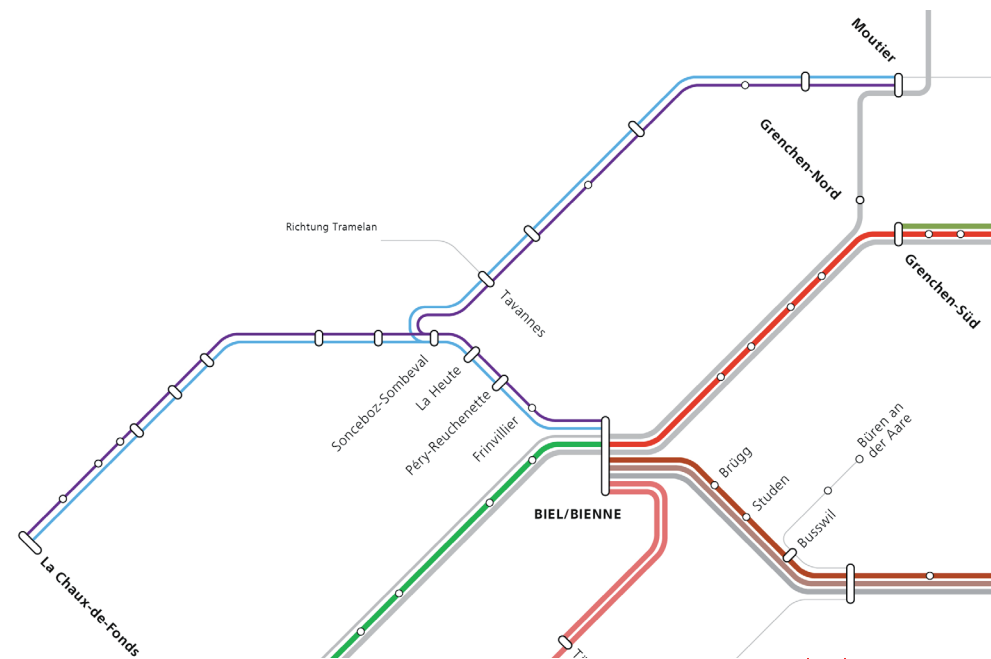 Moutier
Grenchen-Nord
Richtung Tramelan
Grenchen-Süd
Tavannes
Sonceboz-Sombeval
La Heute
Péry-Reuchenette
Frinvillier
Büren an
der Aare
Brügg
Studen
Busswil
BIEL/BIENNE
La Chaux-de-Fonds